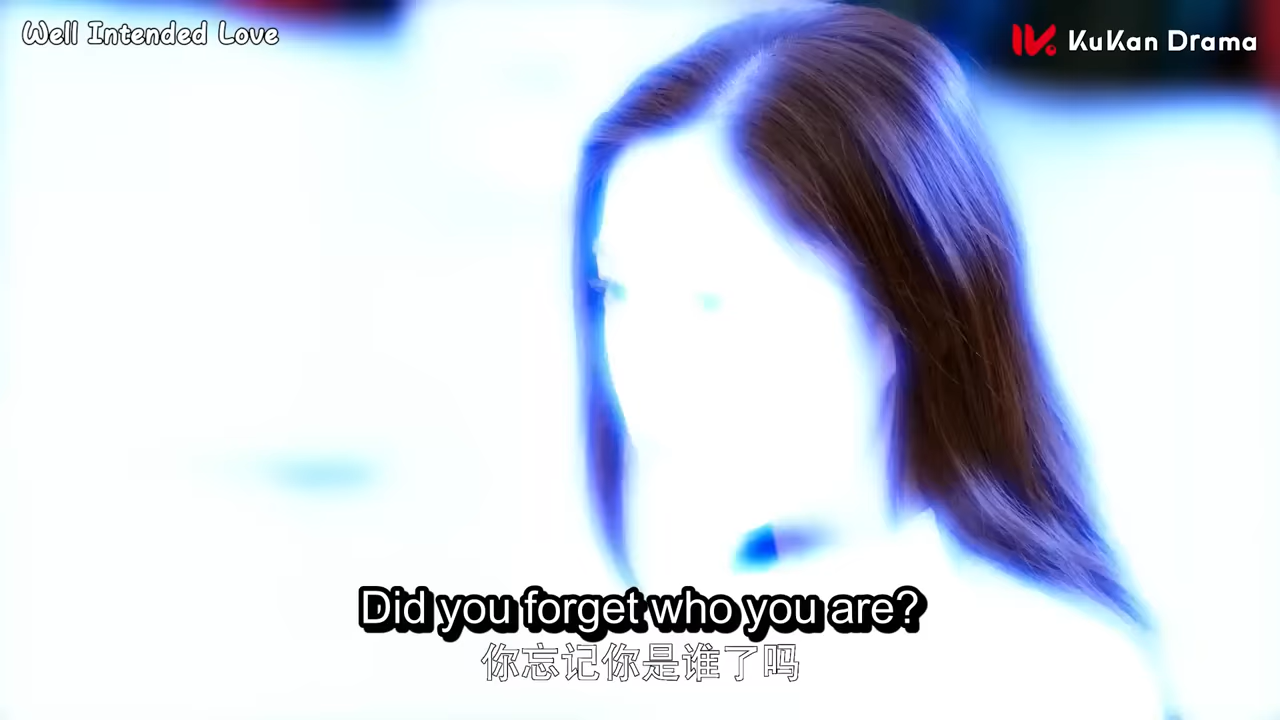 Well Intended Love
KuKan Drama
Did you forget who you are?
你忘记你是谁了吗